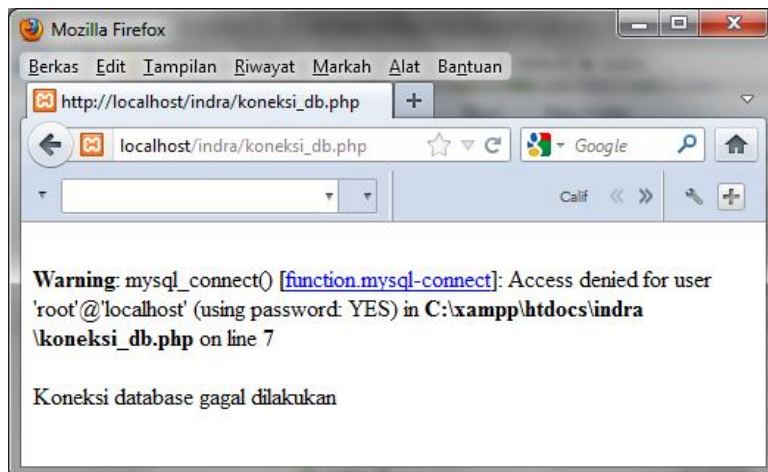 Mozilla Firefox
Berkas Edit Tampilan Riwayat Markah Alat Bantuan
http://localhost/indra/koneksi_db.php
localhost/indra/koneksi_db.php Google
Calif
Warning: mysql_connect() [function.mysql-connect]: Access denied for user
'root'@'localhost' (using password: YES) in C:\xampp\htdocs\indra
\koneksi_db.php on line 7
Koneksi database gagal dilakukan